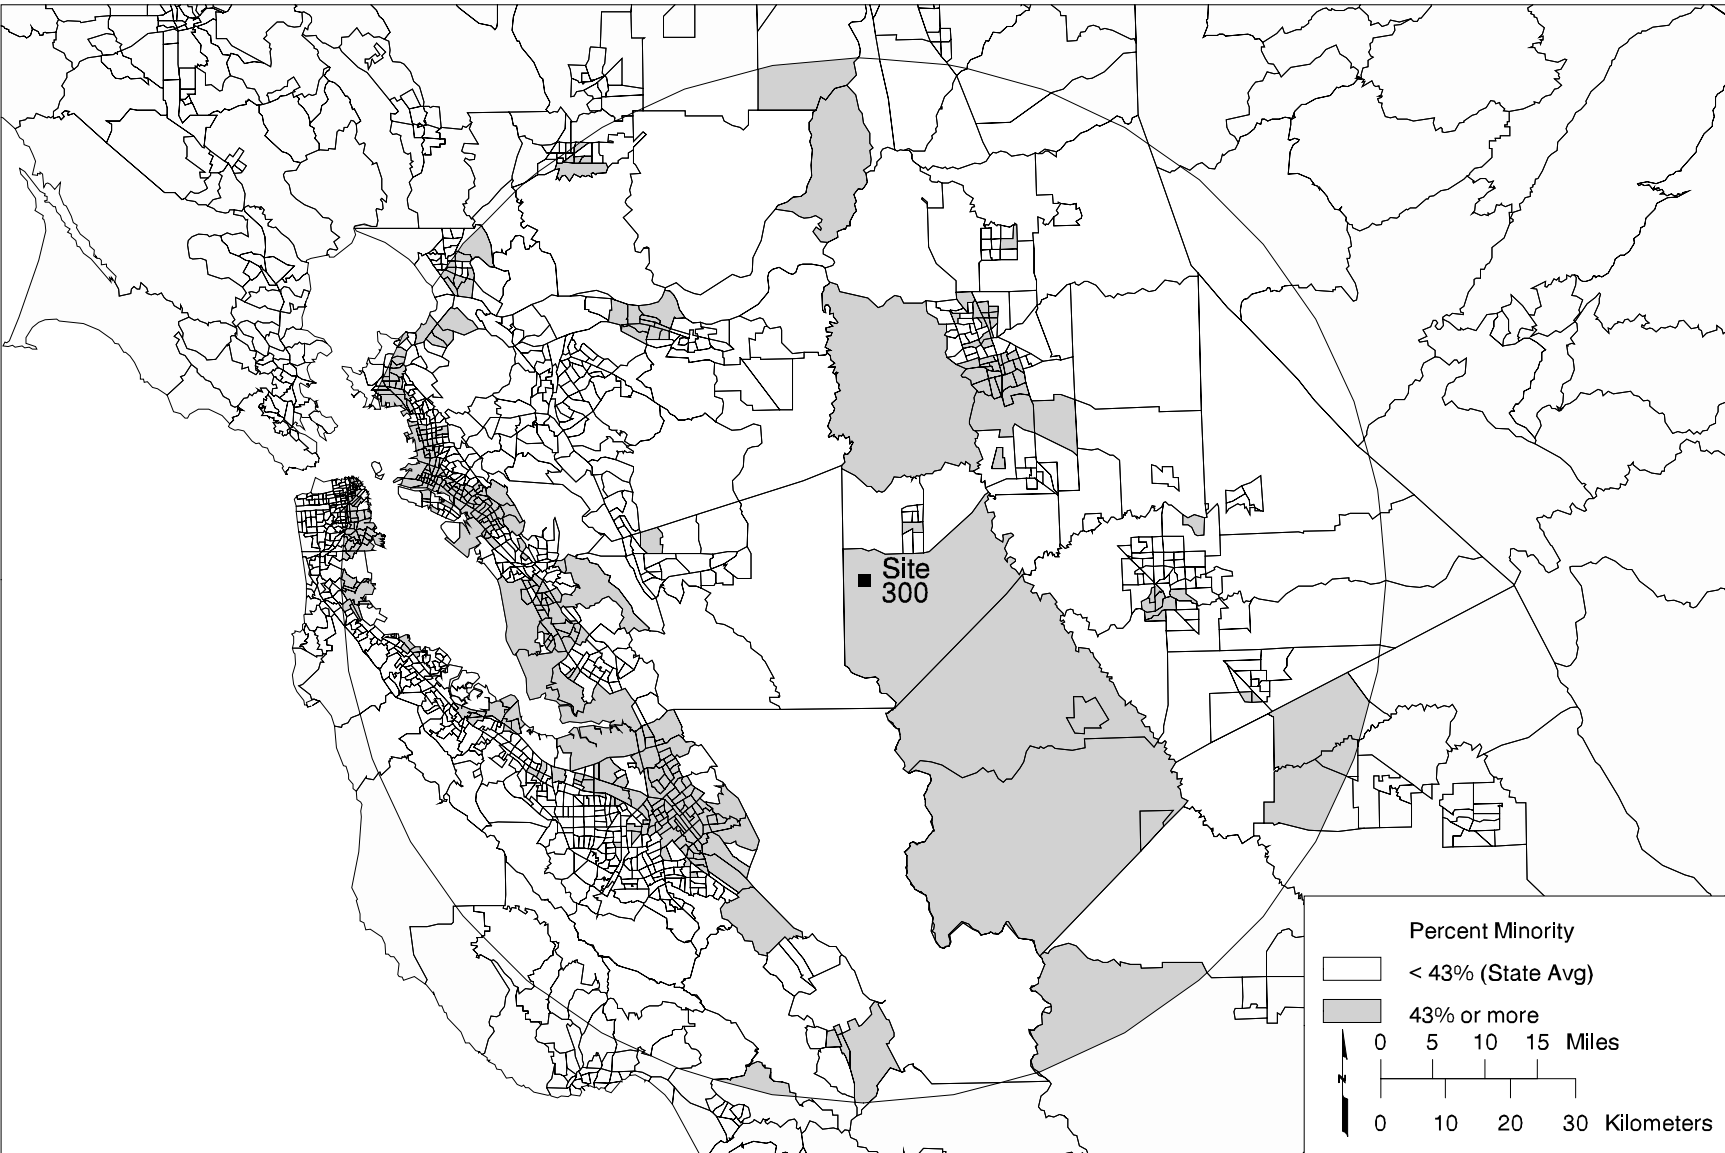 Site
300
Percent Minority
< 43% (State Avg)
43% or more
0 5 10 15 Miles
N
0 10 20 30 Kilometers